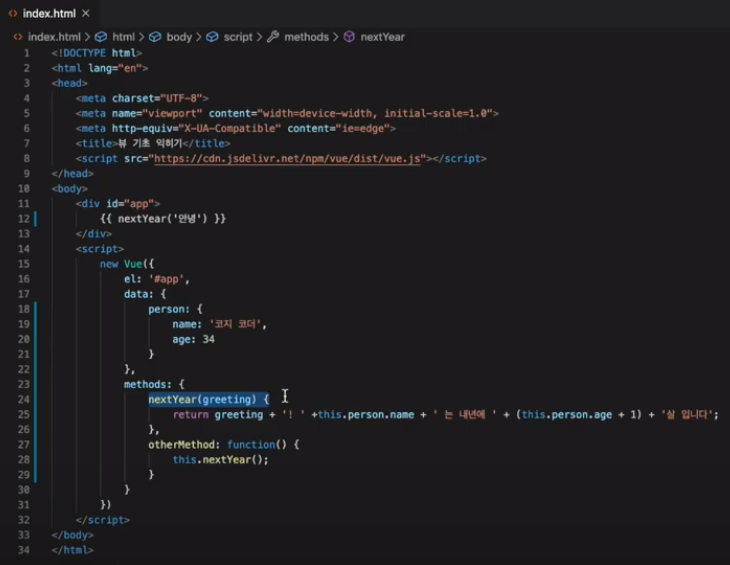 index.html ×
index.html > html > body > script > methods > nextYear
1 <!DOCTYPE html>
2 <html lang="en">
3 <head>
4 <meta charset="UTF-8">
5 <meta name="viewport" content="width=device-width, initial-scale=1.0">
6 <meta http-equiv="X-UA-Compatible" content="ie=edge">
7 <title>뷰 기초 익히기</title>
8 <script src="https://cdn.jsdelivr.net/npm/vue/dist/vue.js"></script>
9 </head>
10 <body>
11 <div id="app">
12 {{ nextYear('안녕') }}
13 </div>
14 <script>
15 new Vue({
16 el: '#app',
17 data: {
18 person: {
19 name: '코지 코더',
20 age: 34
21 }
22 },
23 methods: {
24 nextYear(greeting) {
25 return greeting + '! ' +this.person.name + ' 는 내년에 ' + (this.person.age + 1) + '살 입니다';
26 },
27 otherMethod: function() {
28 this.nextYear();
29 }
30 }
31 })
32 </script>
33 </body>
34 </html>